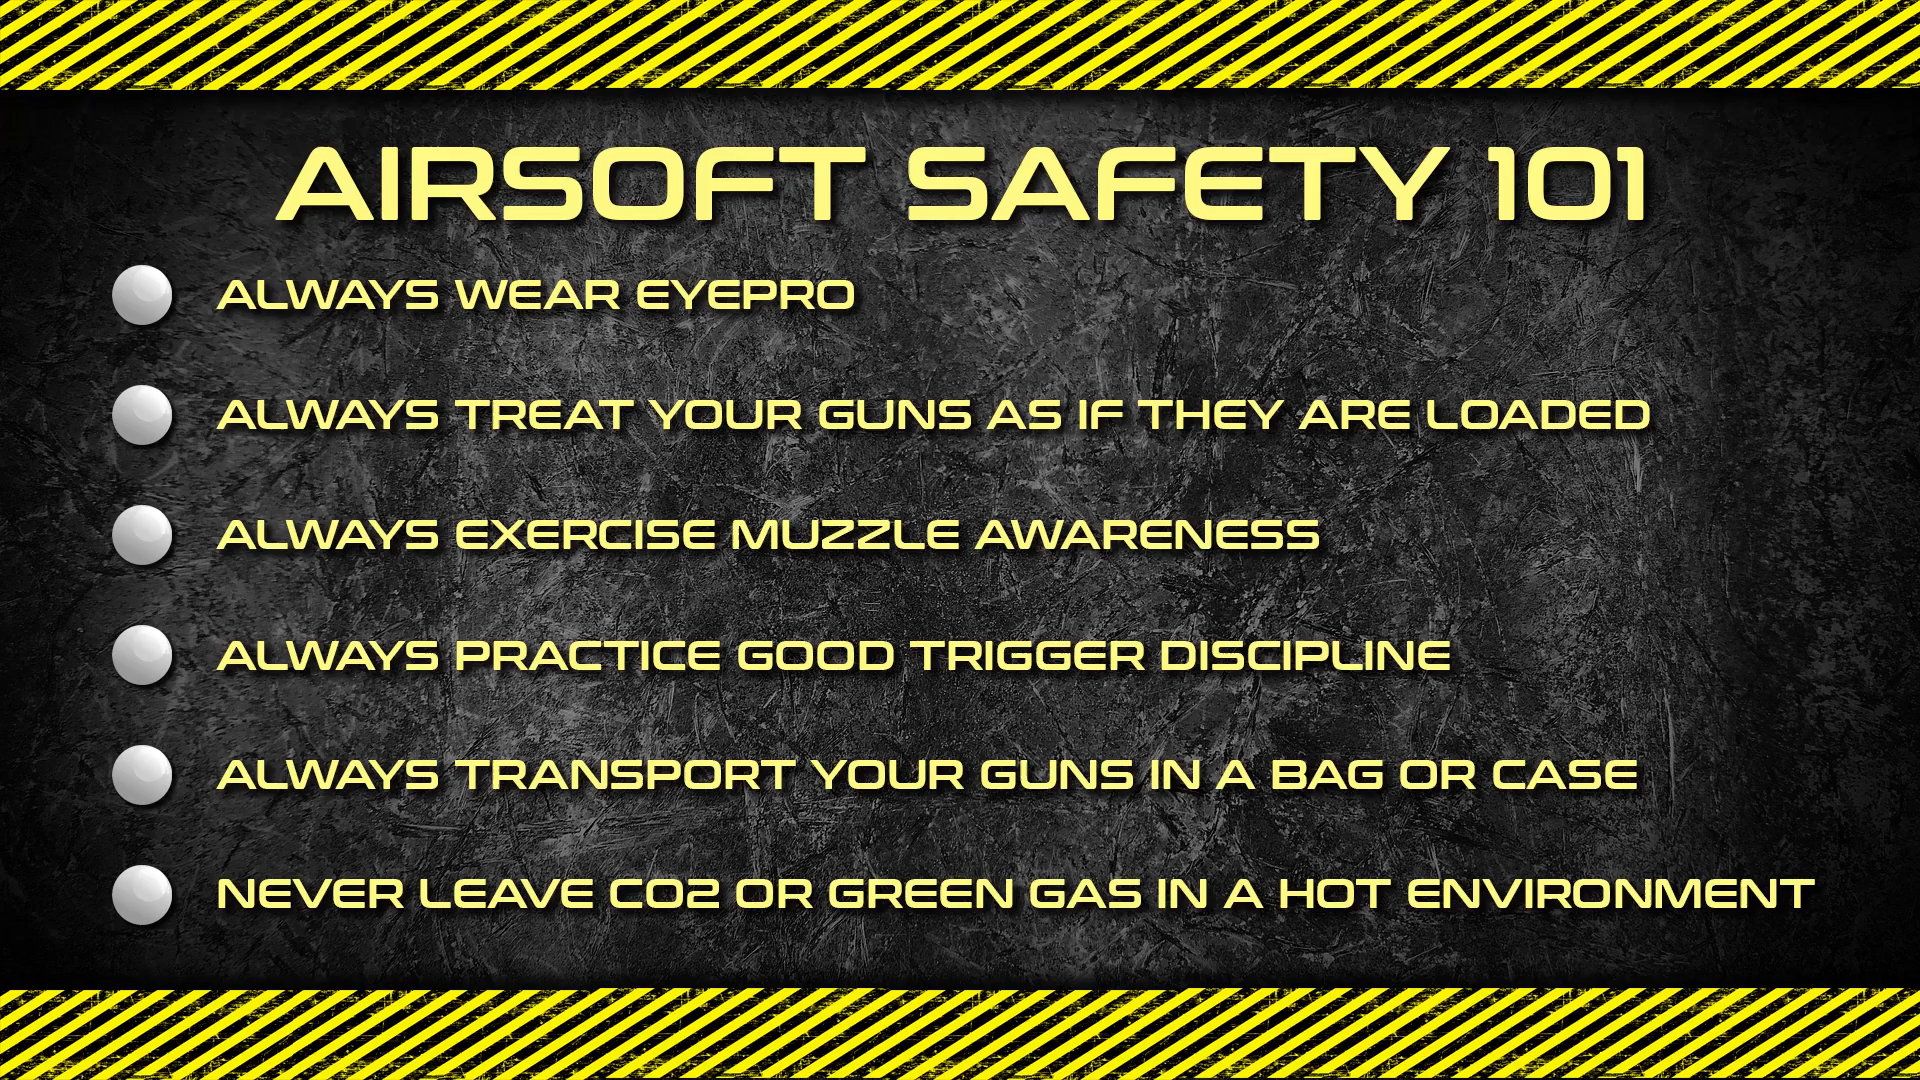 AIRSOFT SAFETY 101
ALWAYS WEAR EYEPRO
ALWAYS TREAT YOUR GUNS AS IF THEY ARE LOADED
ALWAYS EXERCISE MUZZLE AWARENESS
ALWAYS PRACTICE GOOD TRIGGER DISCIPLINE
ALWAYS TRANSPORT YOUR GUNS IN A BAG OR CASE
NEVER LEAVE CO2 OR GREEN GAS IN A HOT ENVIRONMENT